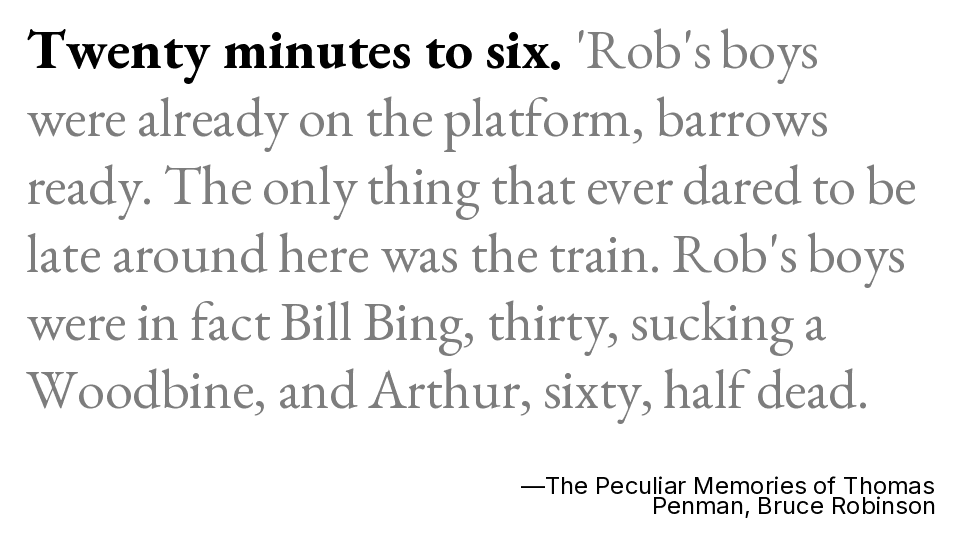 Twenty minutes to six. 'Rob's boys
were already on the platform, barrows
ready. The only thing that ever dared to be
late around here was the train. Rob's boys
were in fact Bill Bing, thirty, sucking a
Woodbine, and Arthur, sixty, half dead.
—The Peculiar Memories of Thomas
Penman, Bruce Robinson